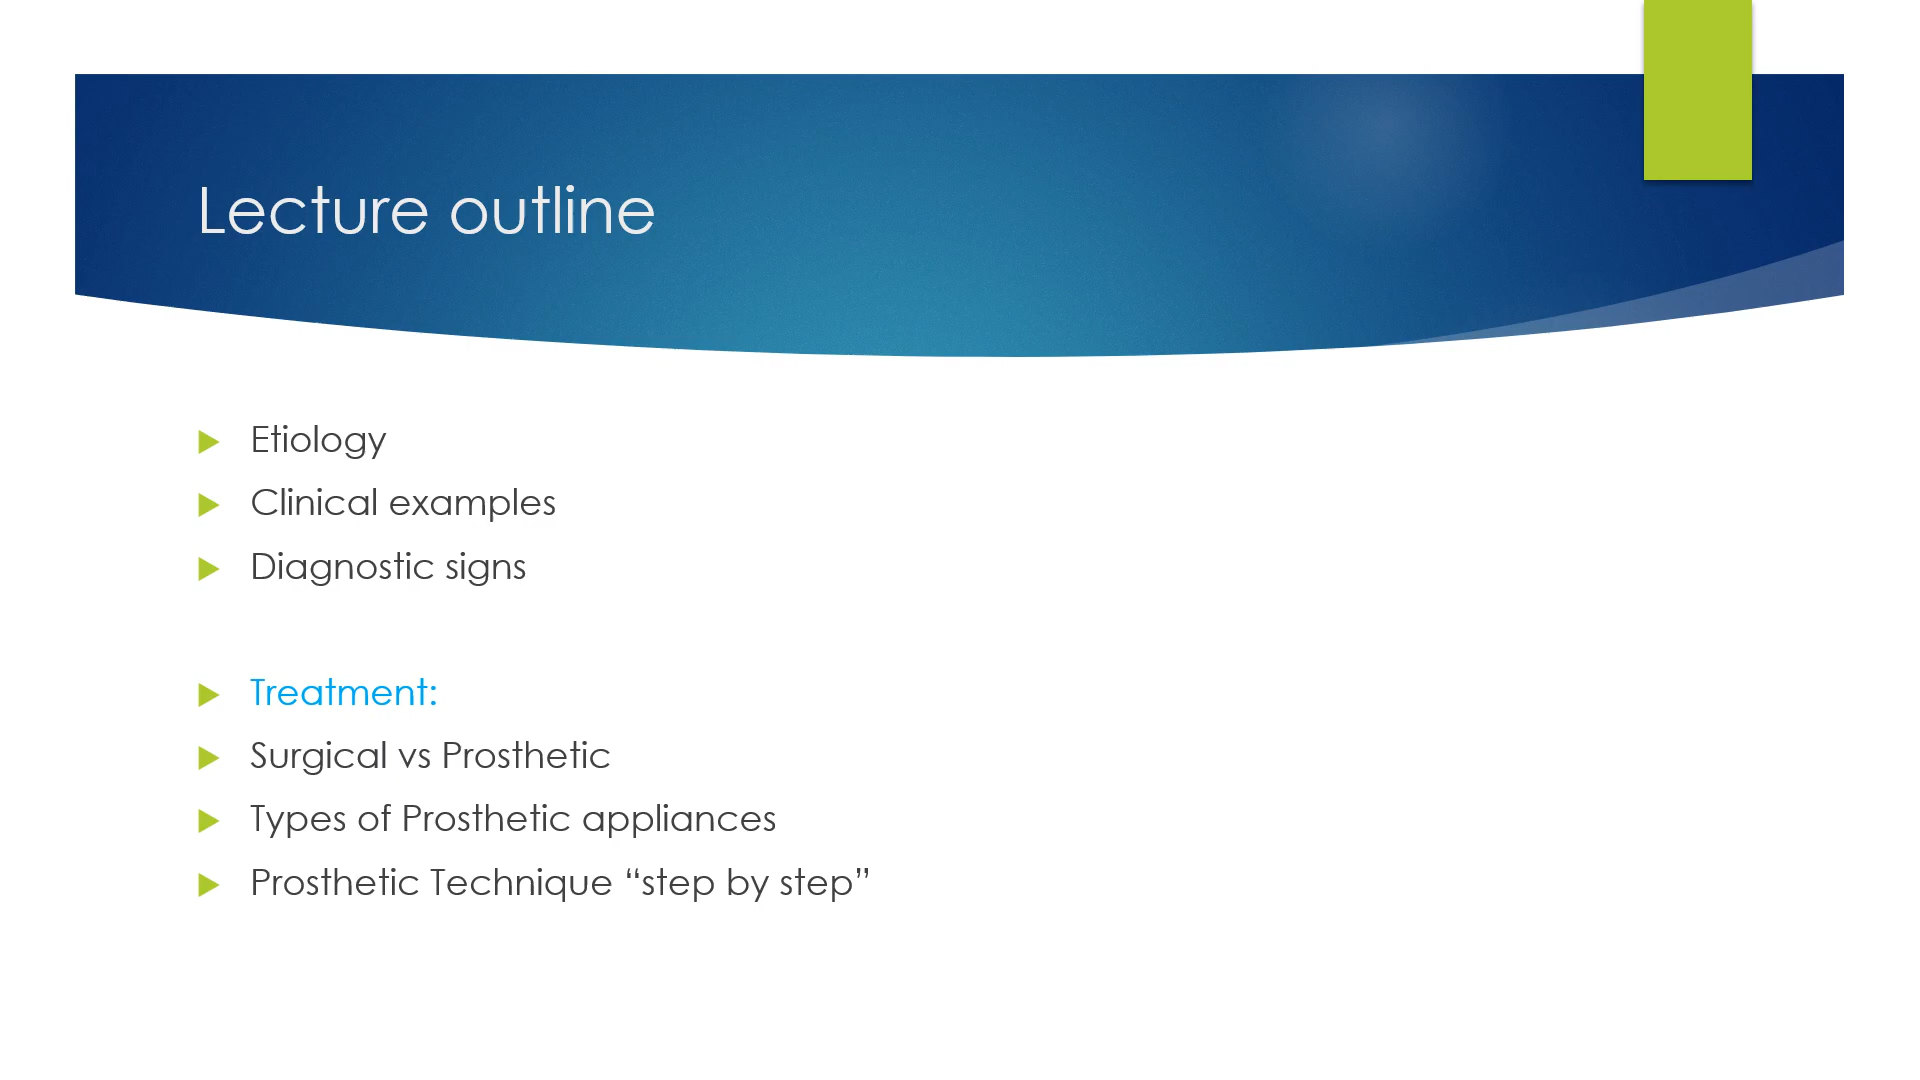 Lecture outline
Etiology
Clinical examples
Diagnostic signs
Treatment:
Surgical vs Prosthetic
Types of Prosthetic appliances
Prosthetic Technique “step by step”